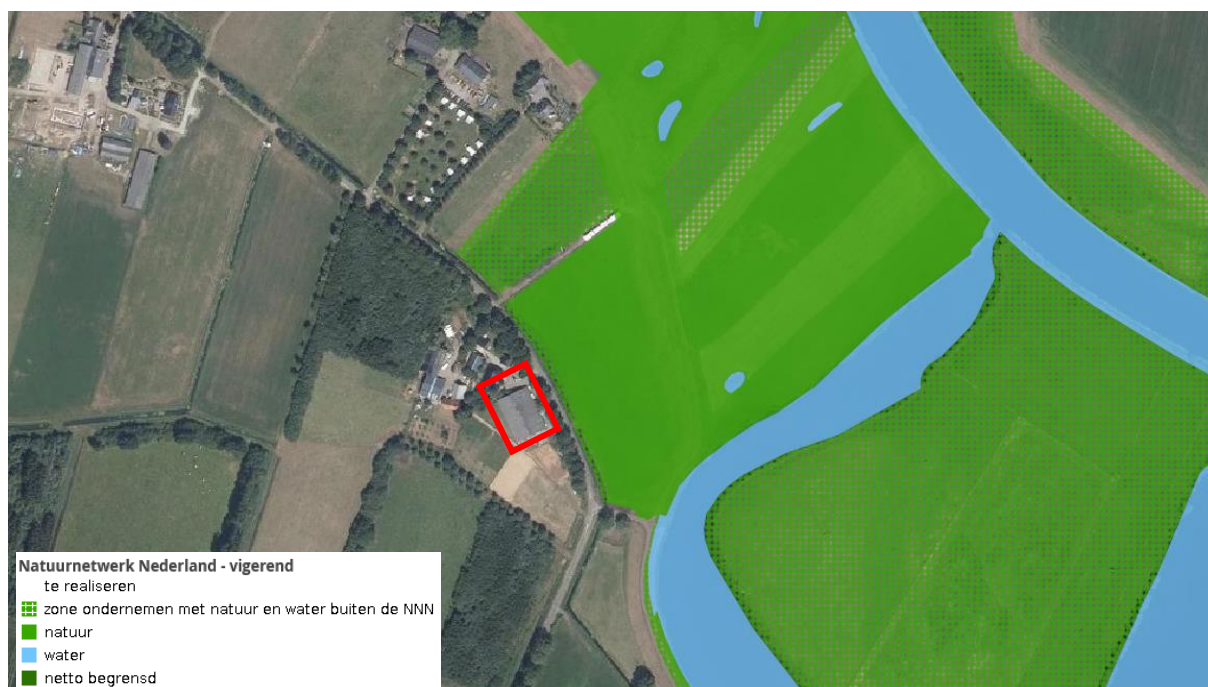 Natuurnetwerk Nederland - vigerend
te realiseren
zone ondernemen met natuur en water buiten de NNN
natuur
water
netto begrensd